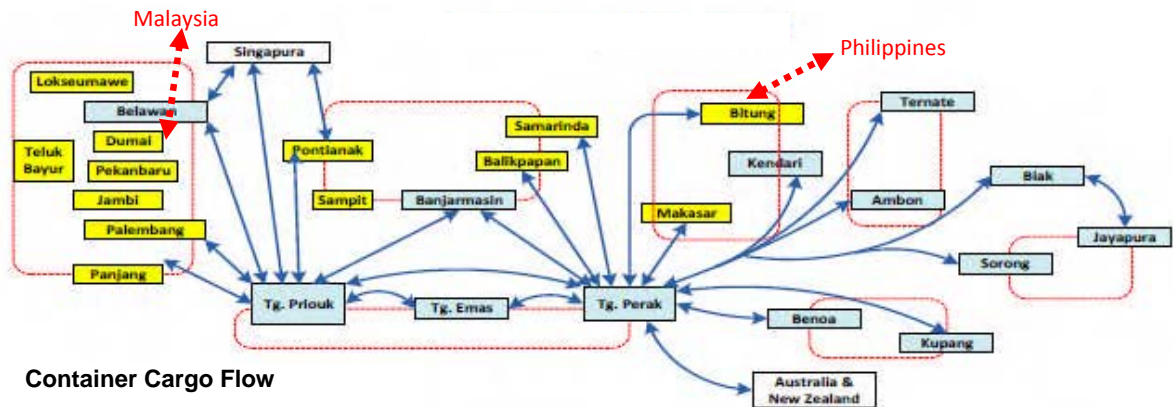 Malaysia
Singapura
Philippines
Lokseumawe
Belawan
Dumai
Teluk
Bayur
Pekanbaru
Jambi
Palembang
Panjang
Pontianak
Sampit
Samarinda
Balikpapan
Banjarmasin
Bitung
Kendari
Makasar
Ternate
Ambon
Biak
Jayapura
Sorong
Tg. Priouk
Tg. Emas
Tg. Perak
Benoa
Kupang
Australia &
New Zealand
Container Cargo Flow